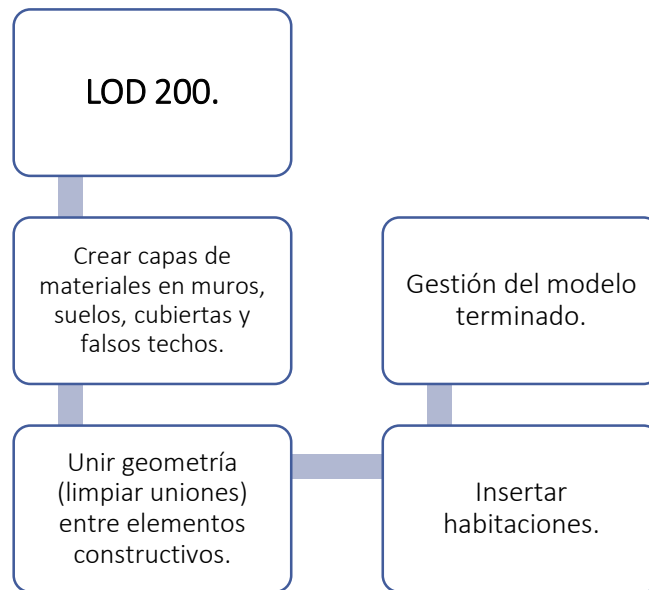 LOD 200.
Crear capas de
materiales en muros,
suelos, cubiertas y
falsos techos.
Unir geometría
(limpiar uniones)
entre elementos
constructivos.
Insertar
habitaciones.
Gestión del modelo
terminado.